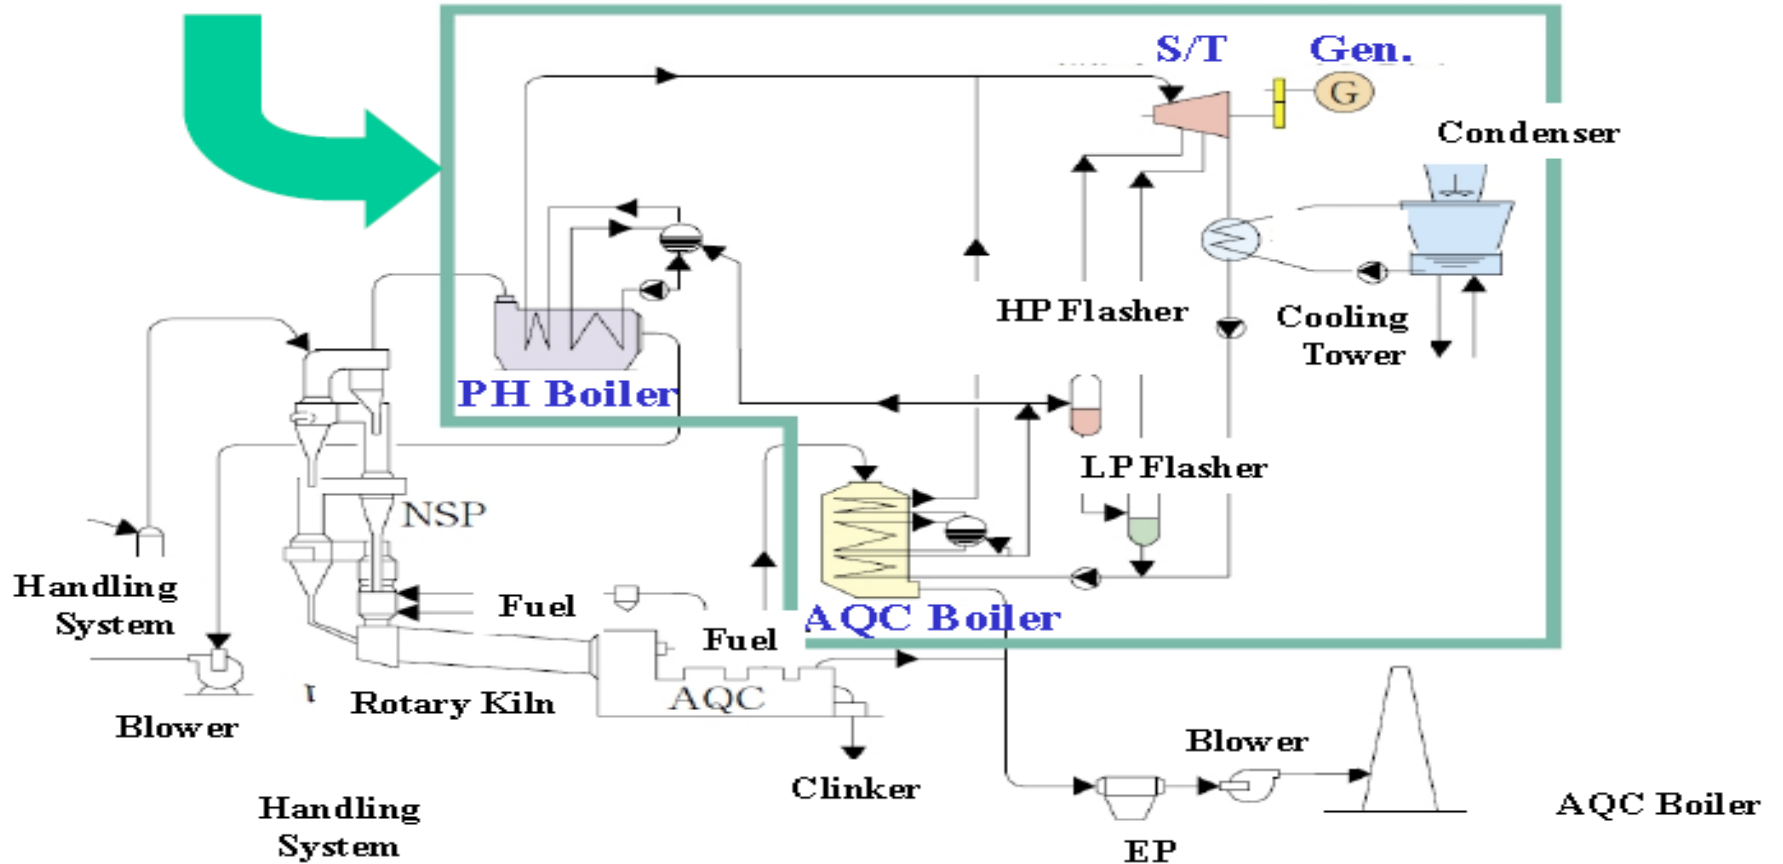 S/T
Gen.
G
Condenser
HP Flasher
Cooling
Tower
PH Boiler
LP Flasher
NSP
Handling
System
Fuel
Fuel
AQC Boiler
Rotary Kiln
AQC
Blower
Blower
Clinker
Handling
System
AQC Boiler
EP